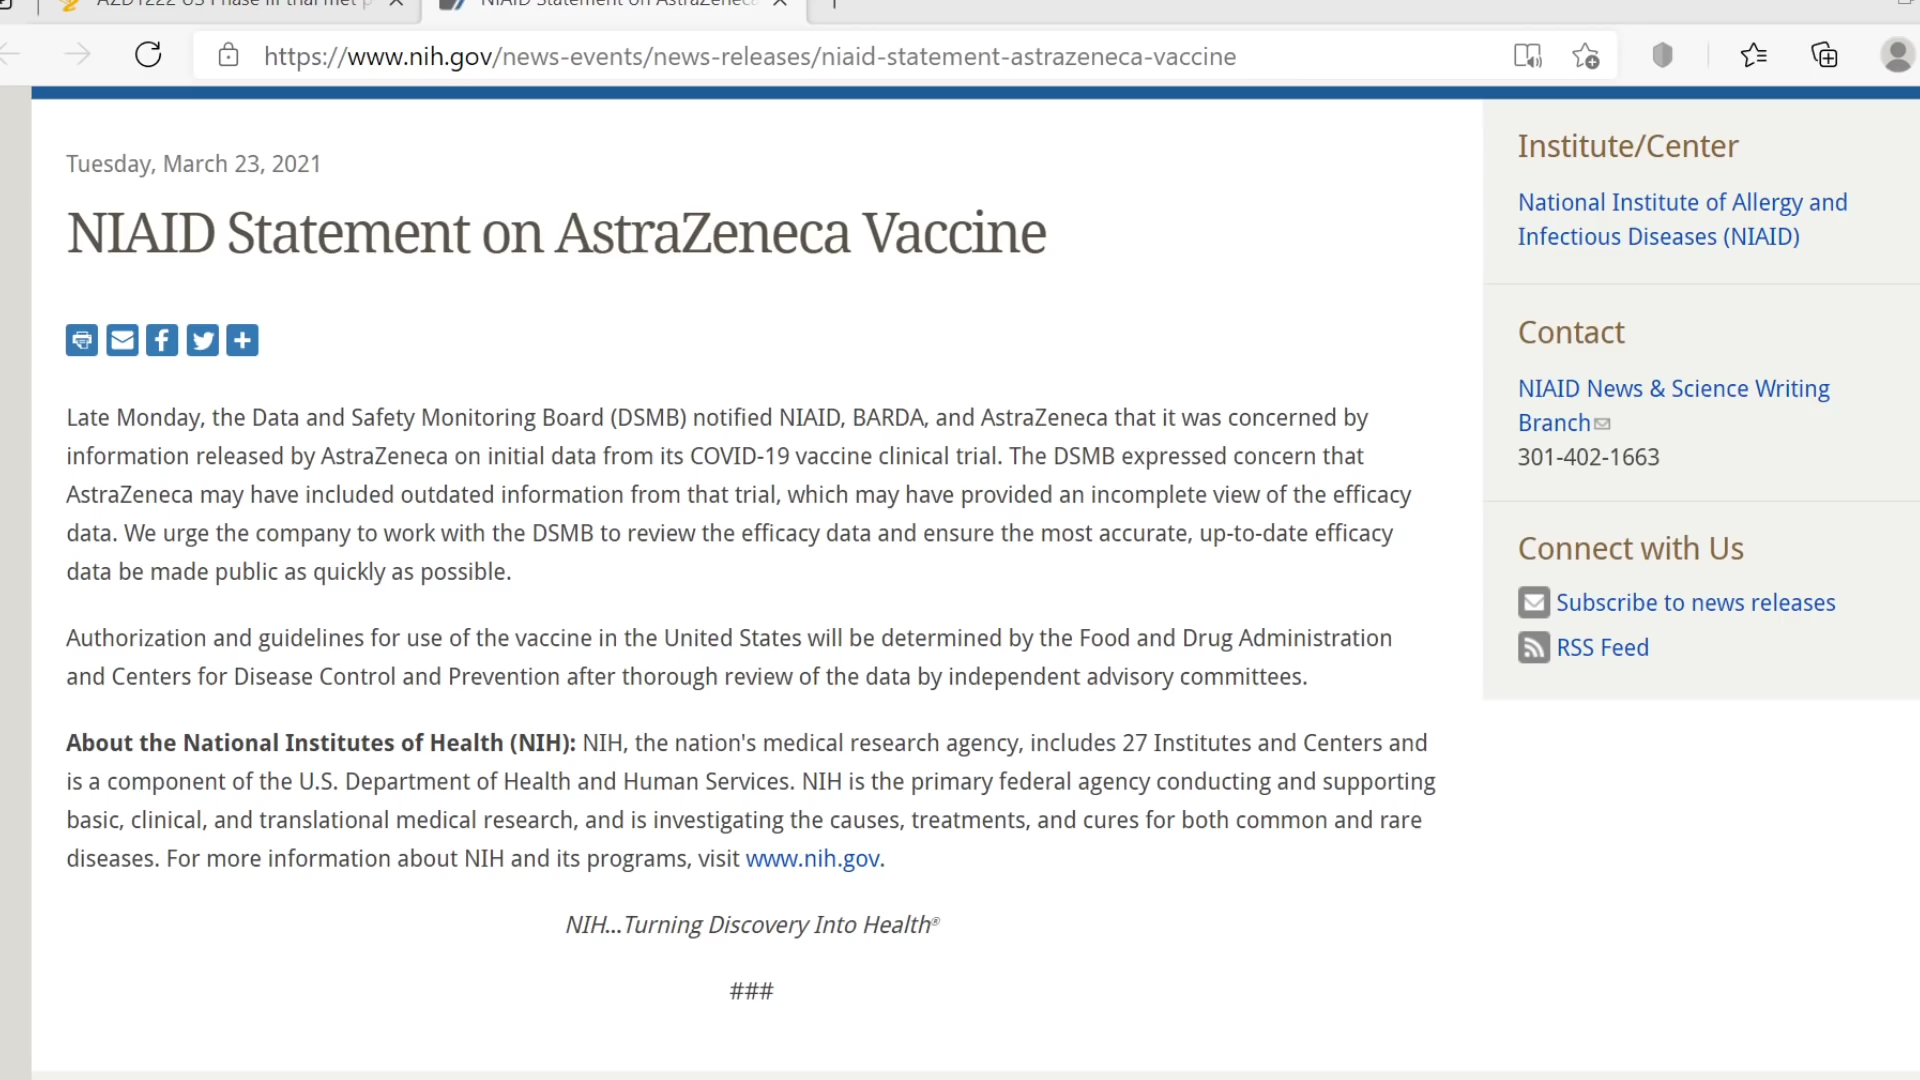 AZD1222 US Phase III trial met p
NIAID Statement on AstraZeneca
https://www.nih.gov/news-events/news-releases/niaid-statement-astrazeneca-vaccine
Tuesday, March 23, 2021
NIAID Statement on AstraZeneca Vaccine
Late Monday, the Data and Safety Monitoring Board (DSMB) notified NIAID, BARDA, and AstraZeneca that it was concerned by
information released by AstraZeneca on initial data from its COVID-19 vaccine clinical trial. The DSMB expressed concern that
AstraZeneca may have included outdated information from that trial, which may have provided an incomplete view of the efficacy
data. We urge the company to work with the DSMB to review the efficacy data and ensure the most accurate, up-to-date efficacy
data be made public as quickly as possible.
Authorization and guidelines for use of the vaccine in the United States will be determined by the Food and Drug Administration
and Centers for Disease Control and Prevention after thorough review of the data by independent advisory committees.
About the National Institutes of Health (NIH): NIH, the nation's medical research agency, includes 27 Institutes and Centers and
is a component of the U.S. Department of Health and Human Services. NIH is the primary federal agency conducting and supporting
basic, clinical, and translational medical research, and is investigating the causes, treatments, and cures for both common and rare
diseases. For more information about NIH and its programs, visit www.nih.gov.
NIH...Turning Discovery Into Health®
###
Institute/Center
National Institute of Allergy and
Infectious Diseases (NIAID)
Contact
NIAID News & Science Writing
Branch
301-402-1663
Connect with Us
Subscribe to news releases
RSS Feed